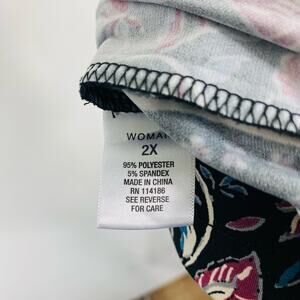 WOMAN
2X
95% POLYESTER
5% SPANDEX
MADE IN CHINA
RN 114186
SEE REVERSE
FOR CARE